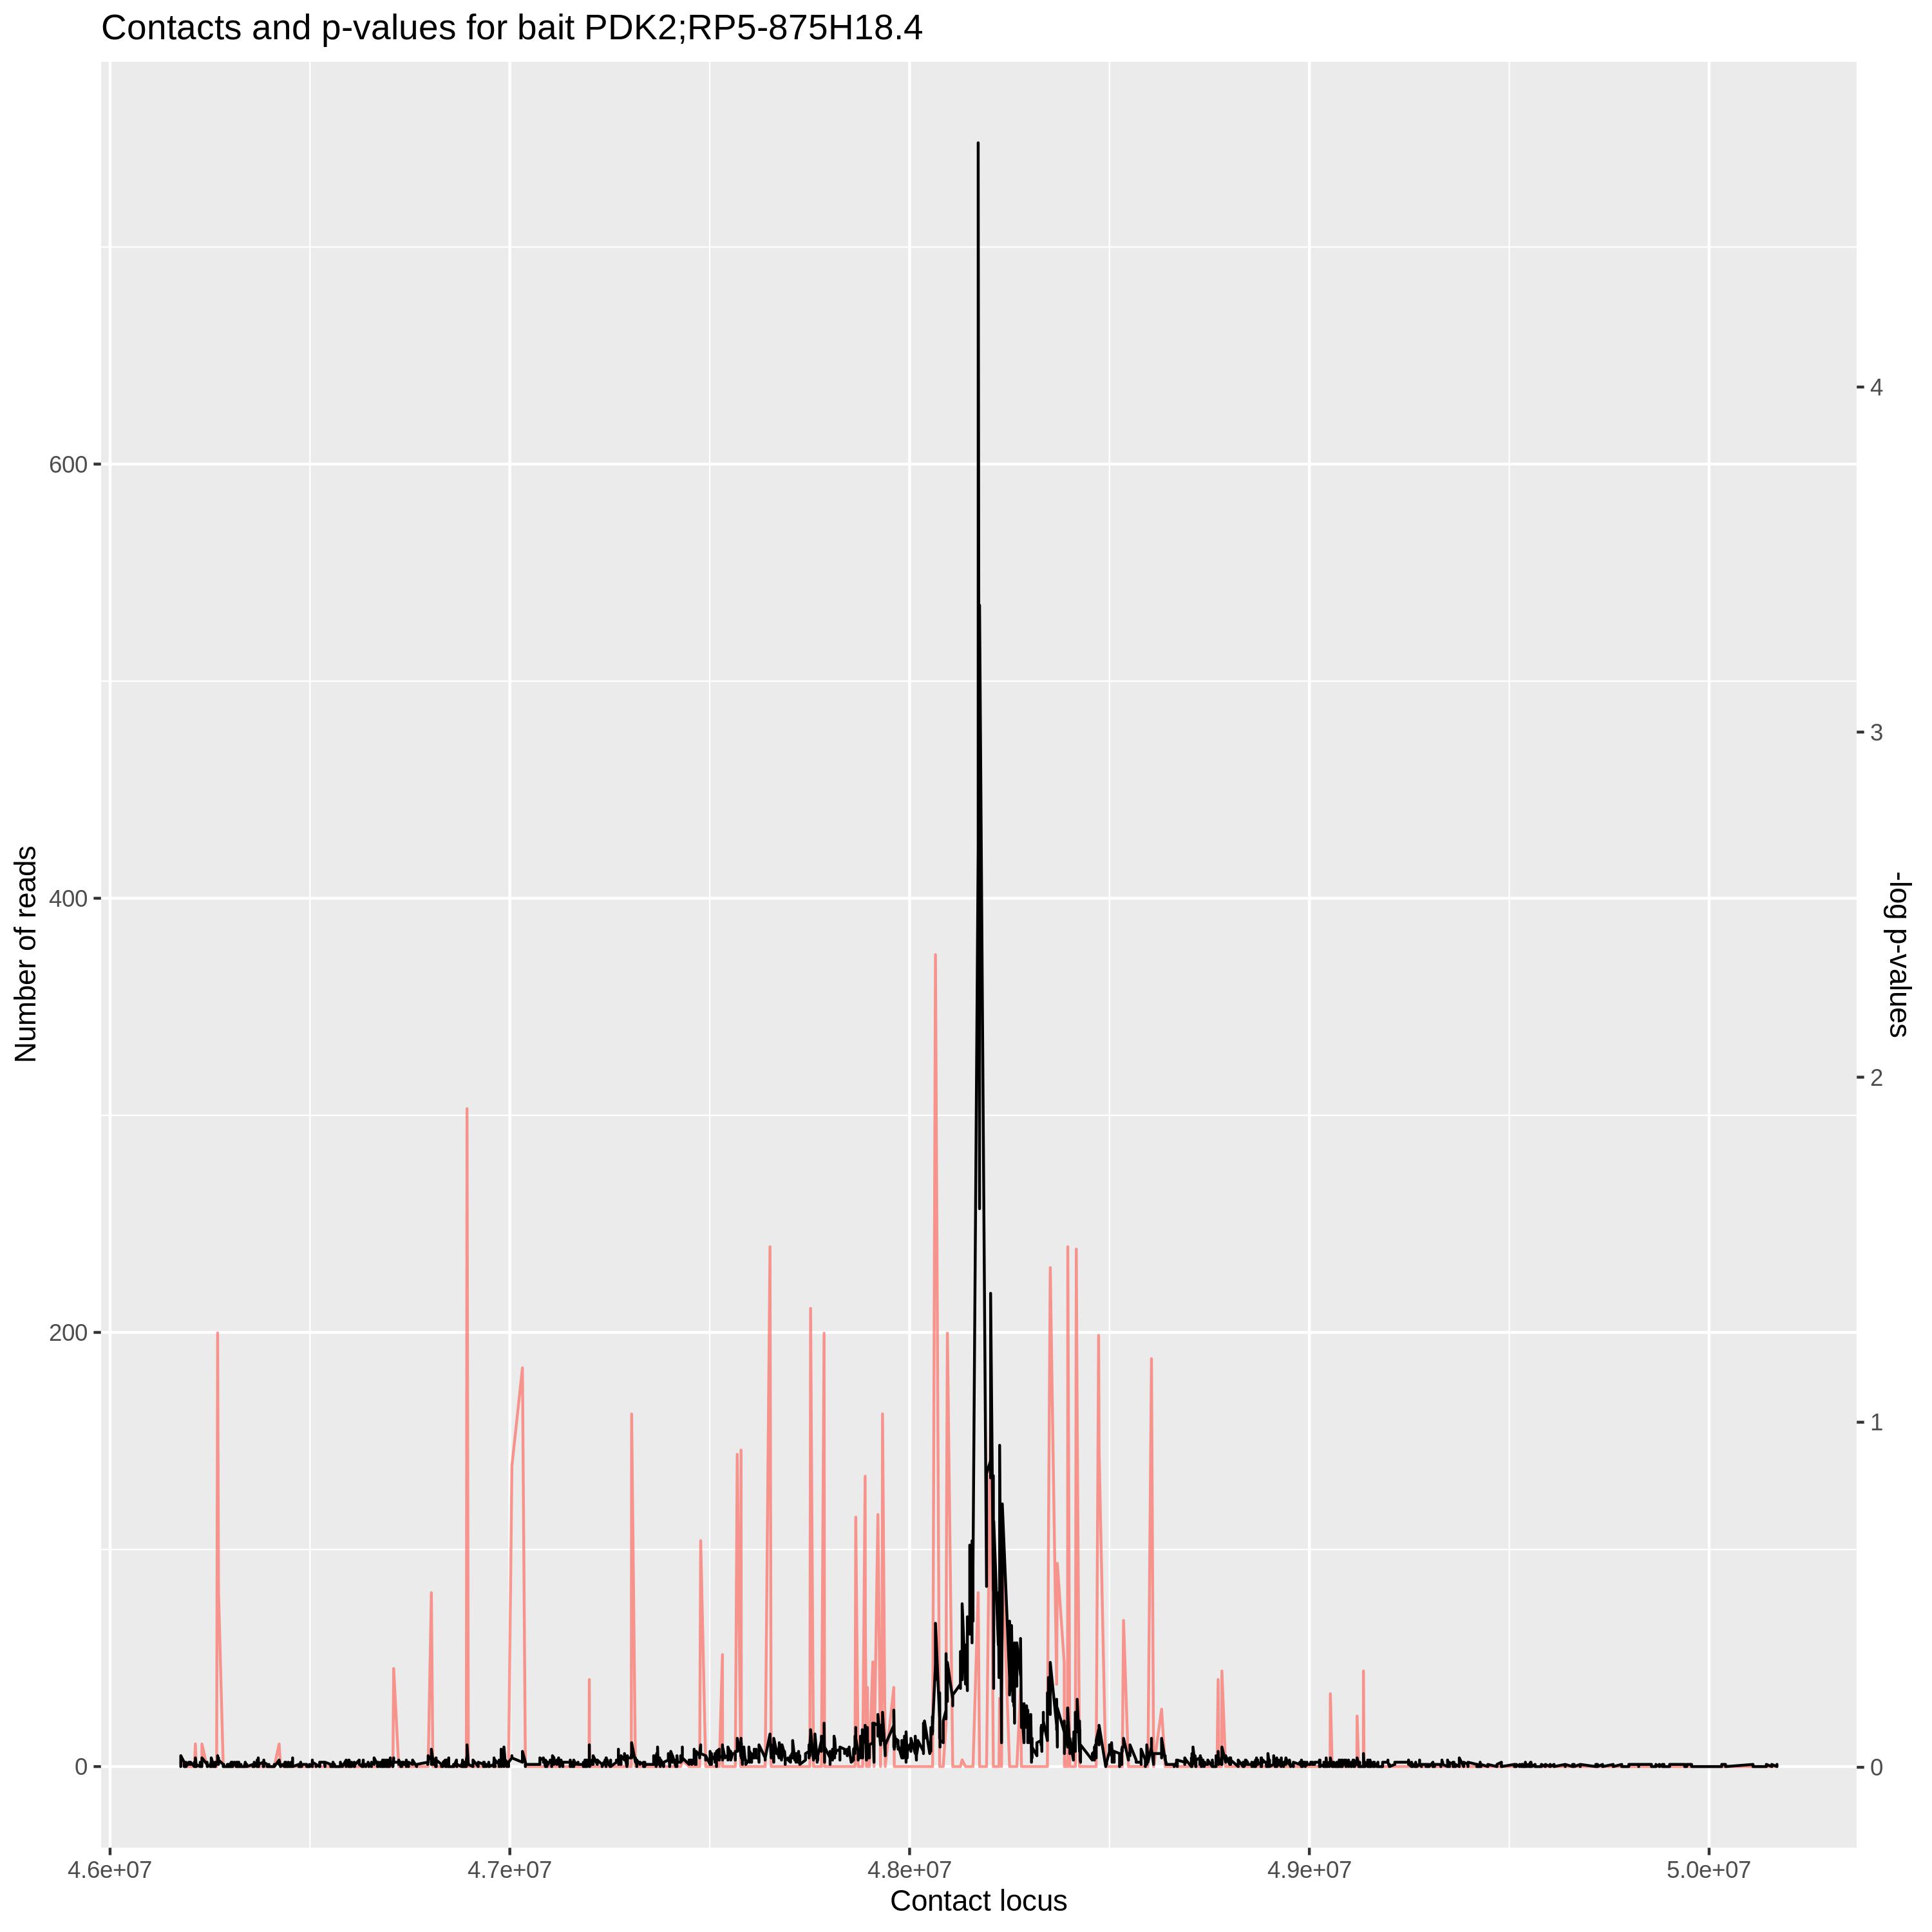 Contacts and p-values for bait PDK2;RP5-875H18.4
Number of reads
600
400
200
0
-log p-values
4
3
2
1
0
4.6e+07 4.7e+07 4.8e+07 4.9e+07 5.0e+07
Contact locus